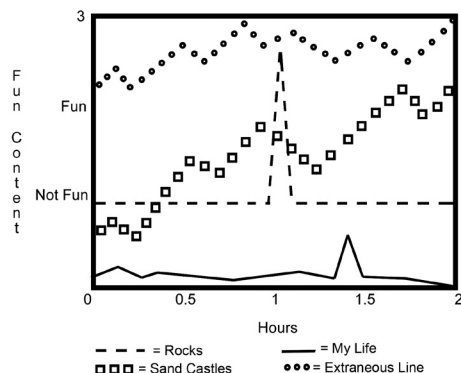 3
Fun Content
Fun
Not Fun
0
0.5
1
1.5
2
Hours
= Rocks
= My Life
= Sand Castles
= Extraneous Line